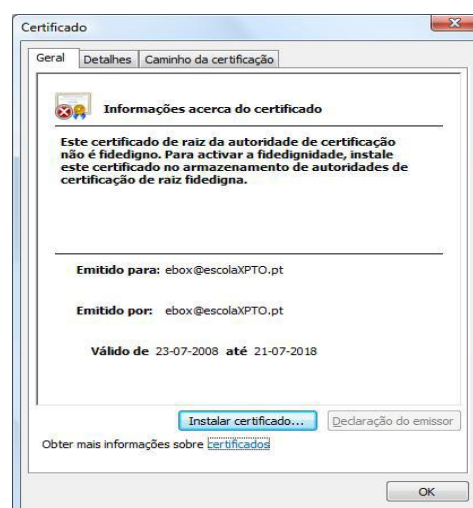 Certificado
Geral Detalhes Caminho da certificação
Informações acerca do certificado
Este certificado de raiz da autoridade de certificação
não é fidedigno. Para activar a fidedignidade, instale
este certificado no armazenamento de autoridades de
certificação de raiz fidedigna.
Emitido para: ebox@escolaXPTO.pt
Emitido por: ebox@escolaXPTO.pt
Válido de 23-07-2008 até 21-07-2018
Instalar certificado... Declaração do emissor
Obter mais informações sobre certificados
OK